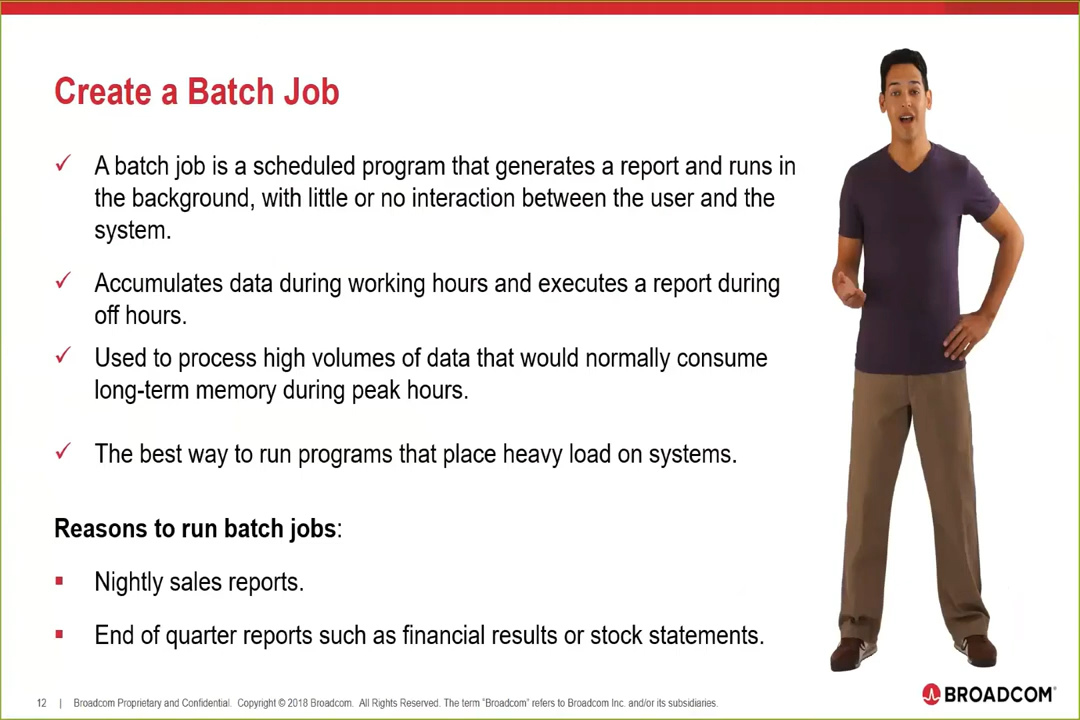 Create a Batch Job
✓ A batch job is a scheduled program that generates a report and runs in
the background, with little or no interaction between the user and the
system.
✓ Accumulates data during working hours and executes a report during
off hours.
✓ Used to process high volumes of data that would normally consume
long-term memory during peak hours.
✓ The best way to run programs that place heavy load on systems.
Reasons to run batch jobs:
▪ Nightly sales reports.
▪ End of quarter reports such as financial results or stock statements.
12 | Broadcom Proprietary and Confidential. Copyright © 2018 Broadcom. All Rights Reserved. The term "Broadcom" refers to Broadcom Inc. and/or its subsidiaries.
BROADCOM®